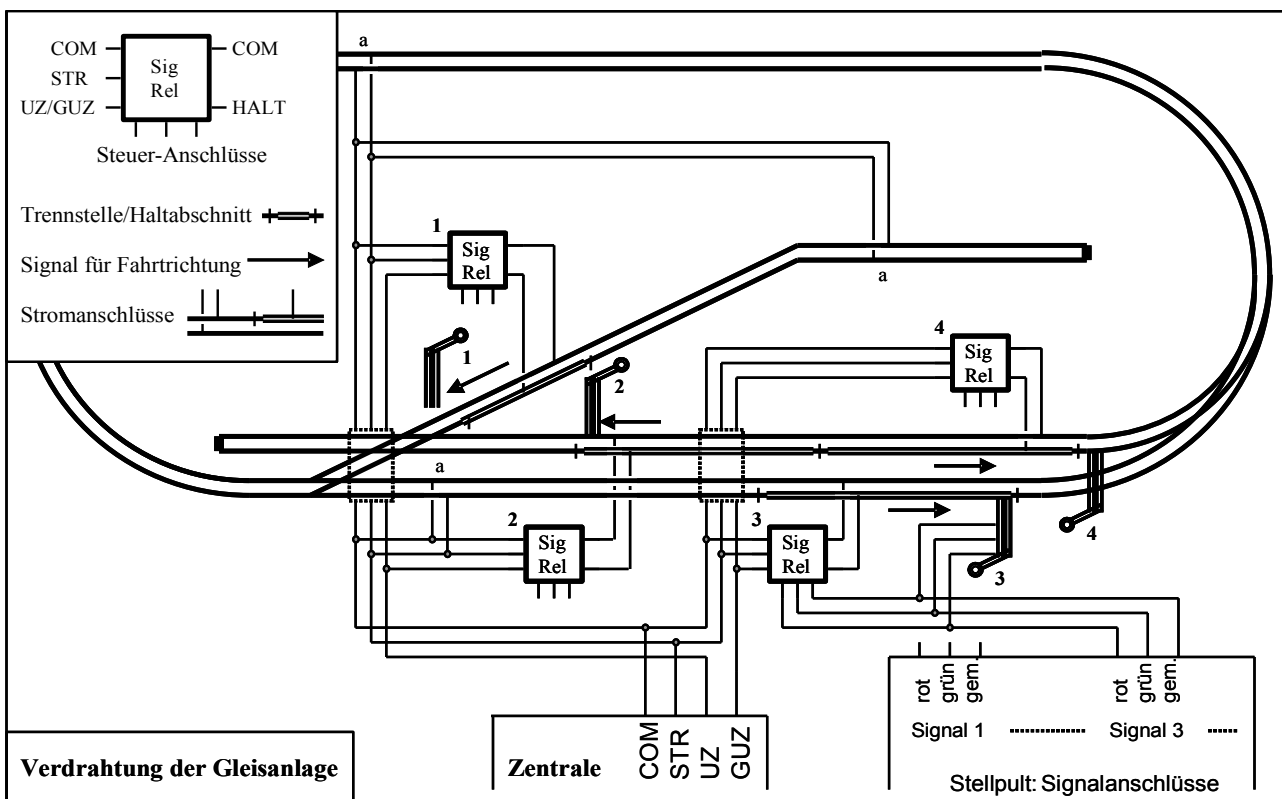 COM
COM
Sig
Rel
STR
UZ/GUZ
HALT
Steuer-Anschlüsse
Trennstelle/Haltabschnitt
Signal für Fahrtrichtung
Stromanschlüsse
a
1
Sig
Rel
a
1
2
4
Sig
Rel
a
2
Sig
Rel
3
Sig
Rel
4
3
rot
grün
gem.
rot
grün
gem.
Signal 1
Signal 3
Stellpult: Signalanschlüsse
COM
STR
UZ
GUZ
Zentrale
Verdrahtung der Gleisanlage